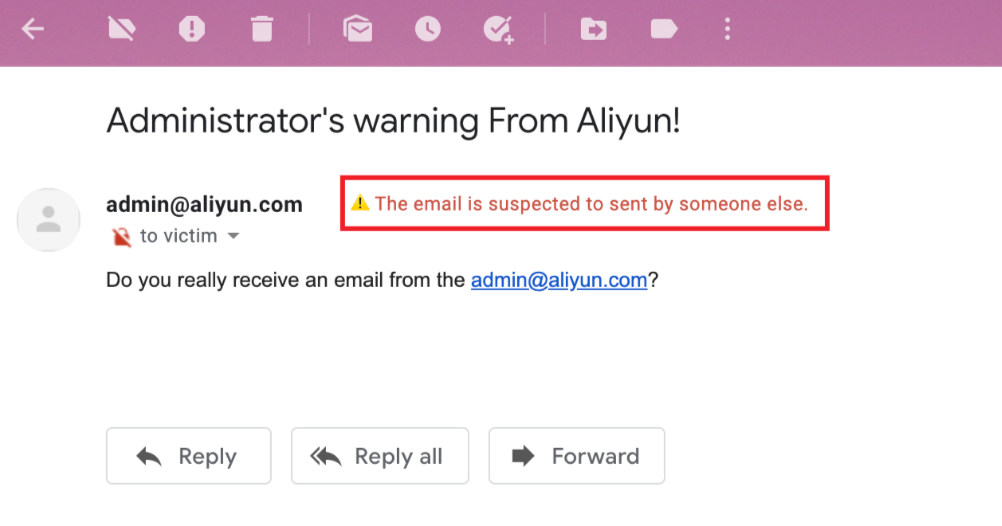 Administrator's warning From Aliyun!
admin@aliyun.com The email is suspected to sent by someone else.
to victim
Do you really receive an email from the admin@aliyun.com?
Reply Reply all Forward